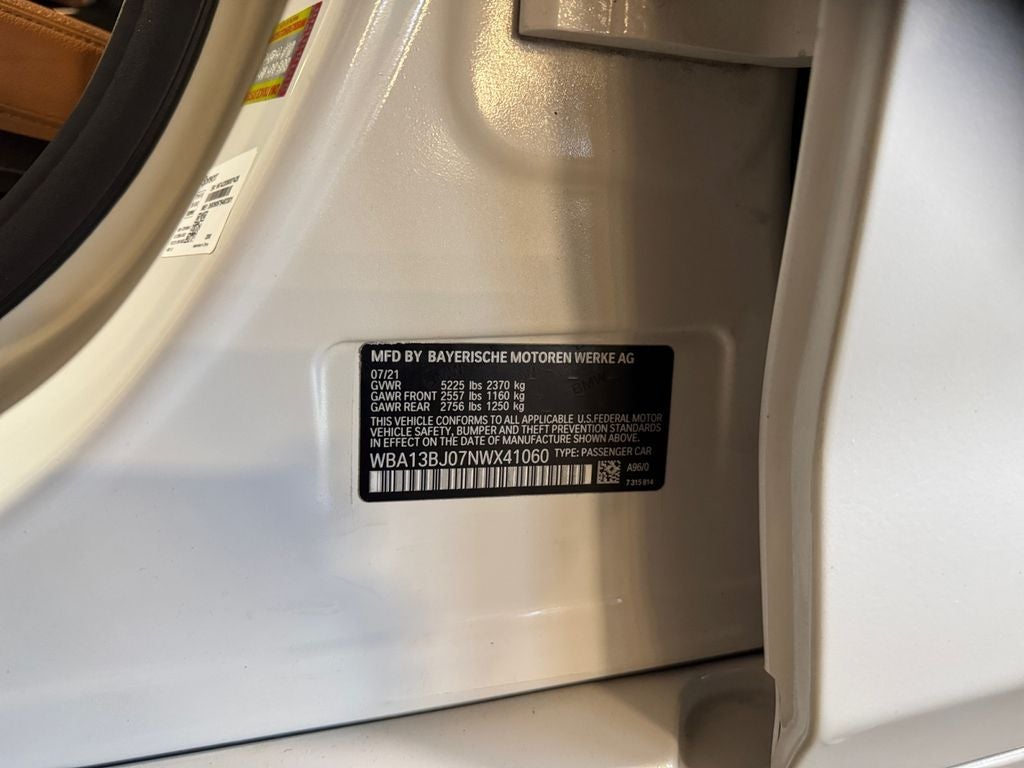 MFD BY BAYERISCHE MOTOREN WERKE AG
07/21
GVWR 5225 lbs 2370 kg
GAWR FRONT 2557 lbs 1160 kg
GAWR REAR 2756 lbs 1250 kg
THIS VEHICLE CONFORMS TO ALL APPLICABLE U.S.FEDERAL MOTOR
VEHICLE SAFETY, BUMPER AND THEFT PREVENTION STANDARDS
IN EFFECT ON THE DATE OF MANUFACTURE SHOWN ABOVE.
WBA13BJ07NWX41060 TYPE: PASSENGER CAR
A96/0
7 315 814